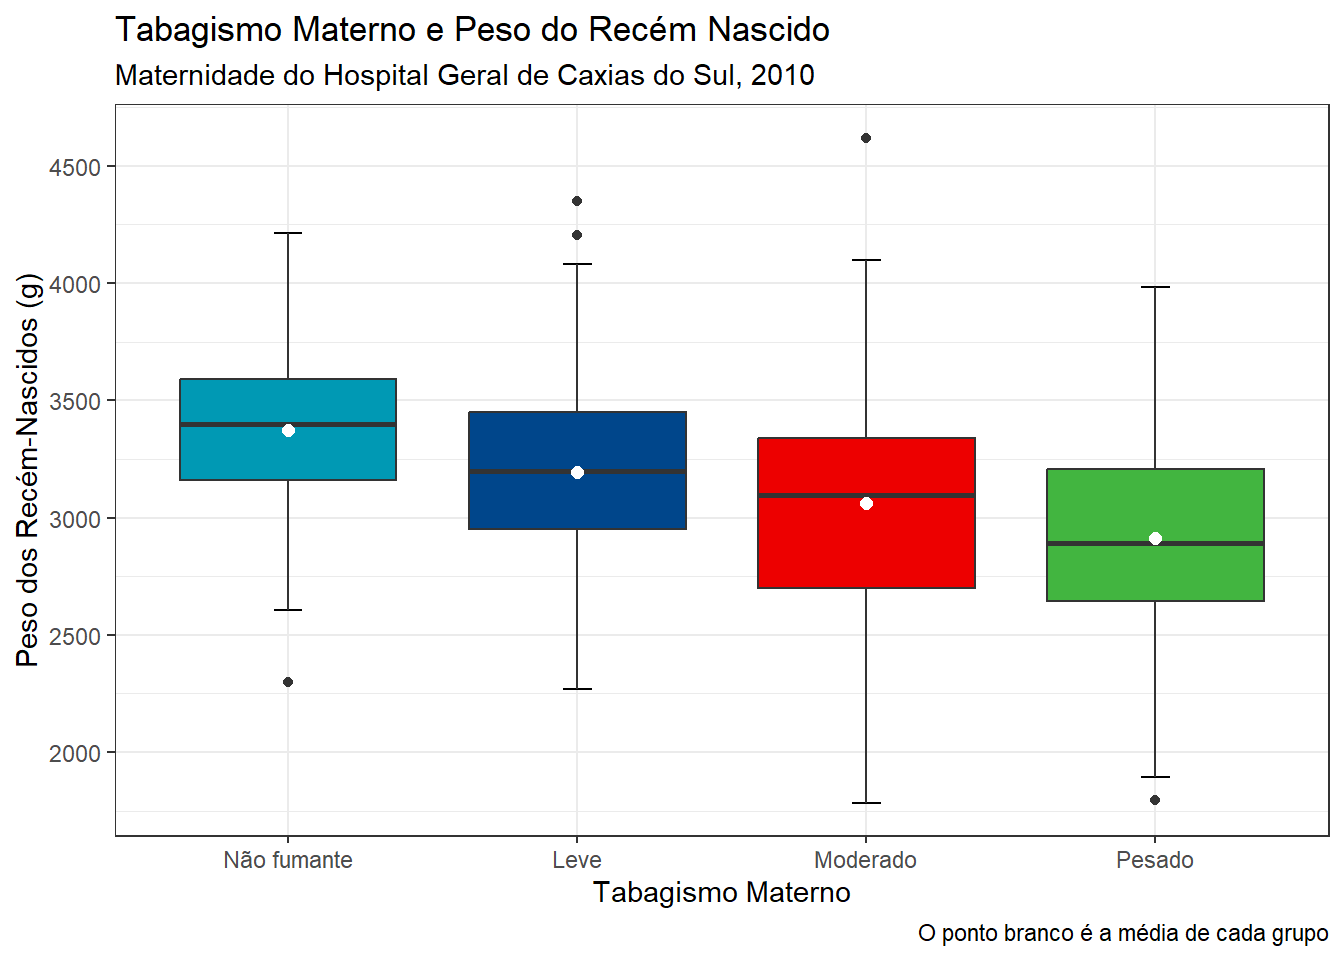 Tabagismo Materno e Peso do Recém Nascido
Maternidade do Hospital Geral de Caxias do Sul, 2010
Peso dos Recém-Nascidos (g)
4500
4000
3500
3000
2500
2000
Não fumante
Leve
Moderado
Pesado
Tabagismo Materno
O ponto branco é a média de cada grupo